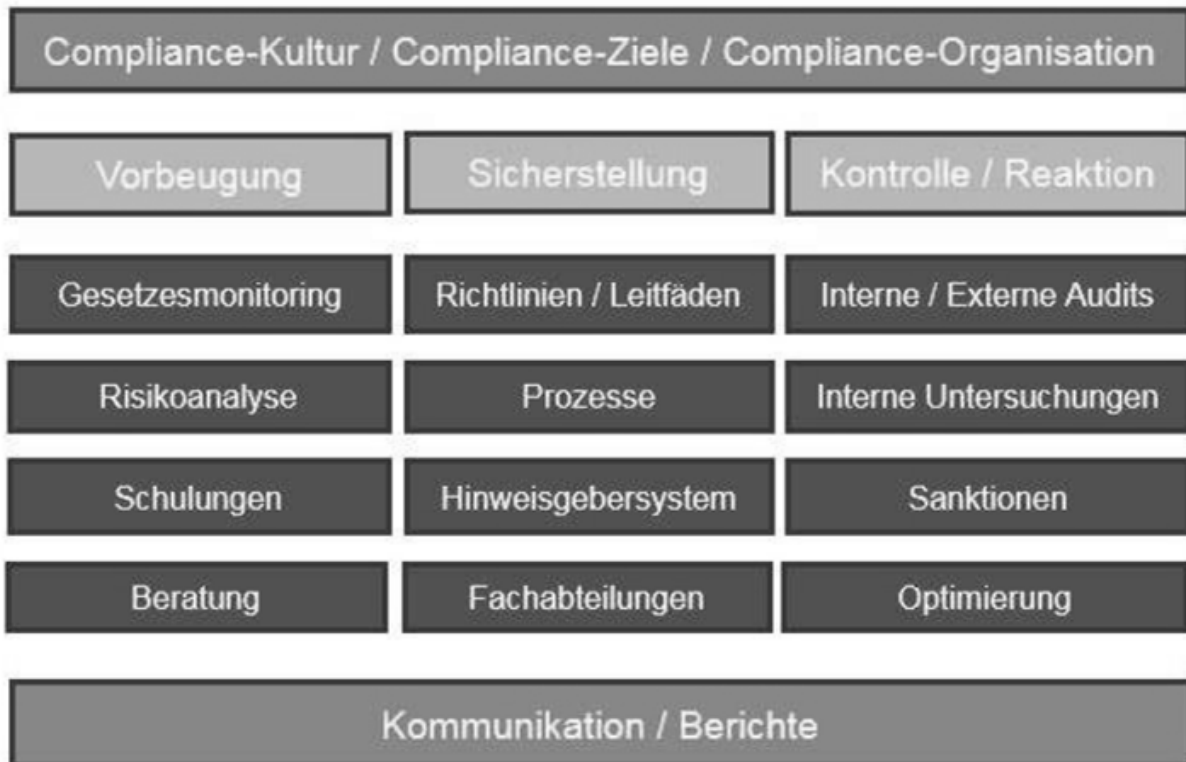 Compliance-Kultur / Compliance-Ziele / Compliance-Organisation
Vorbeugung
Sicherstellung
Kontrolle / Reaktion
Gesetzesmonitoring
Richtlinien / Leitfäden
Interne / Externe Audits
Risikoanalyse
Prozesse
Interne Untersuchungen
Schulungen
Hinweisgebersystem
Sanktionen
Beratung
Fachabteilungen
Optimierung
Kommunikation / Berichte